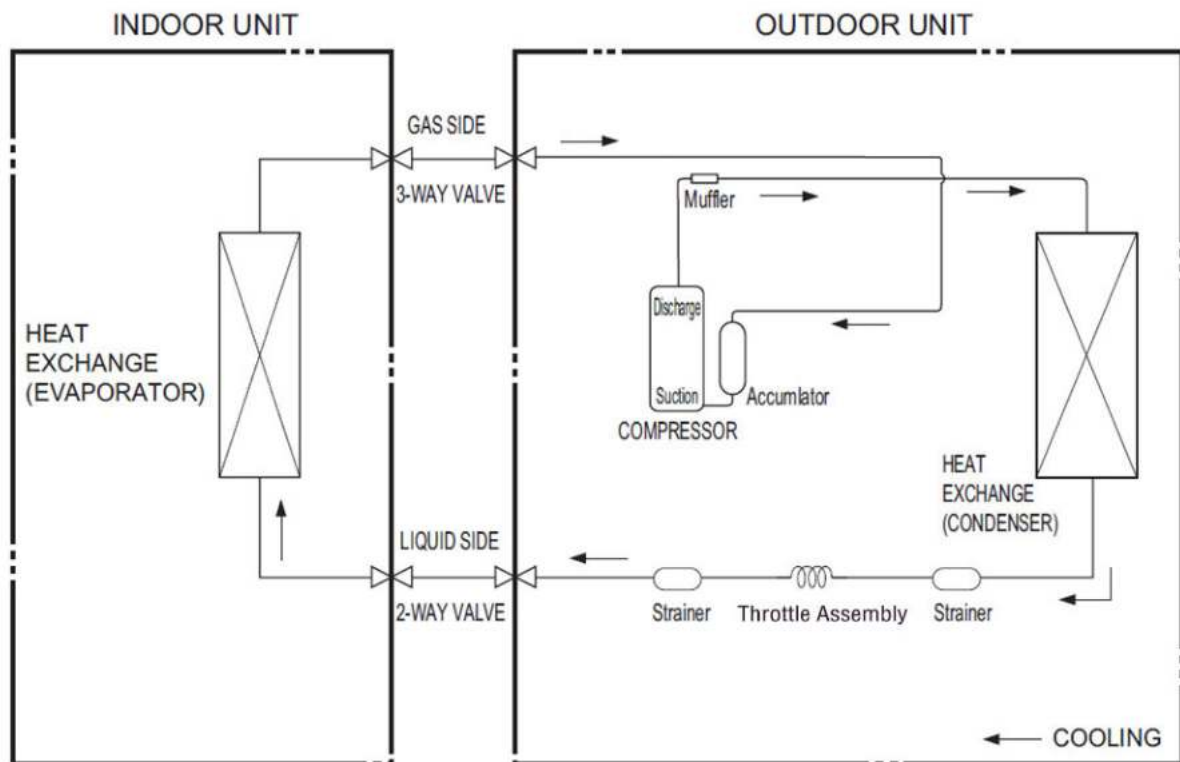 INDOOR UNIT
OUTDOOR UNIT
GAS SIDE
3-WAY VALVE
Muffler
Discharge
Suction
COMPRESSOR
Accumlator
HEAT
EXCHANGE
(EVAPORATOR)
HEAT
EXCHANGE
(CONDENSER)
LIQUID SIDE
2-WAY VALVE
Strainer
Throttle Assembly
Strainer
COOLING